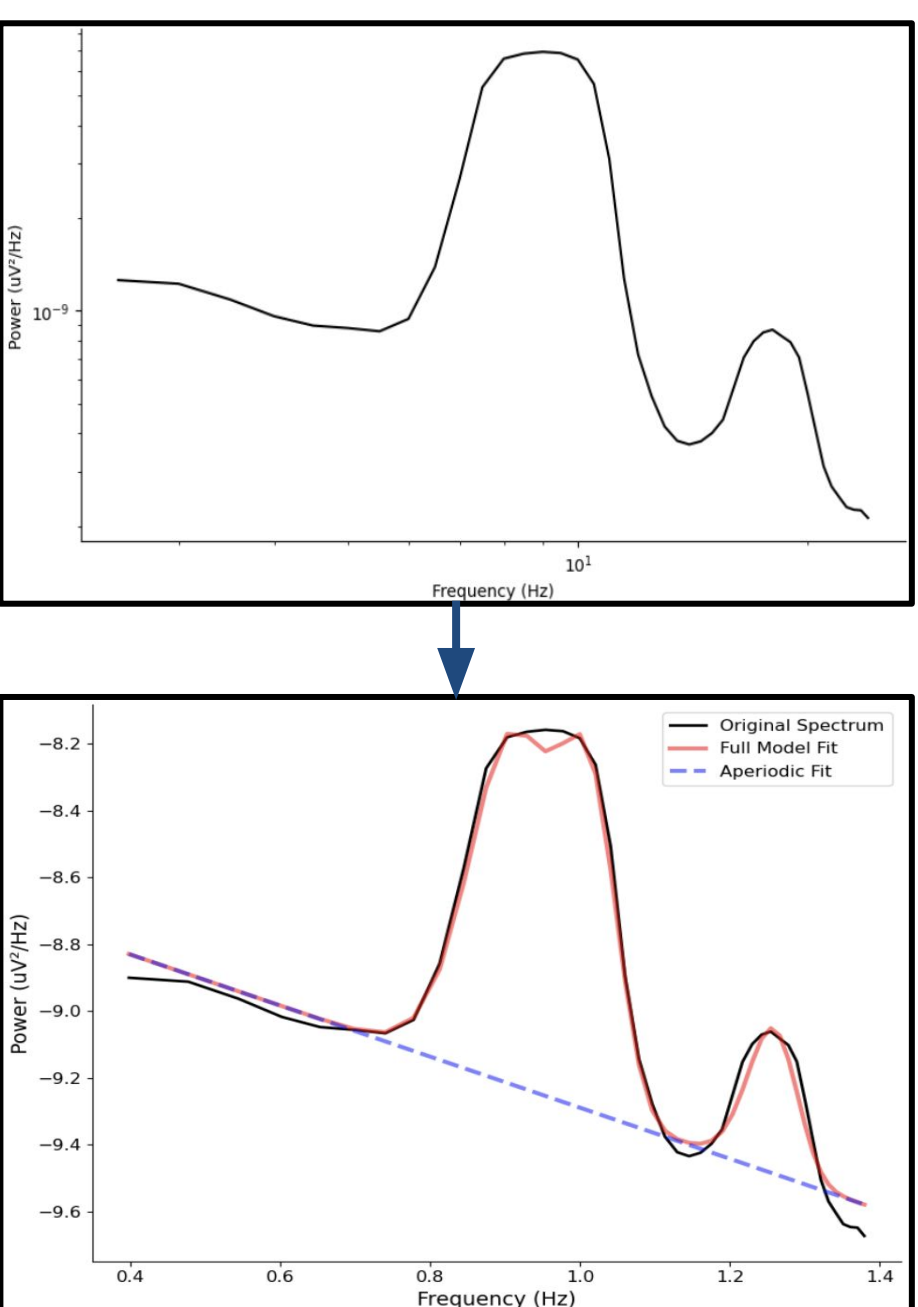 Power (uV²/Hz)
10⁻⁹
10¹
Frequency (Hz)
Original Spectrum
Full Model Fit
Aperiodic Fit
Power (uV²/Hz)
−8.2
−8.4
−8.6
−8.8
−9.0
−9.2
−9.4
−9.6
0.4 0.6 0.8 1.0 1.2 1.4
Frequency (Hz)